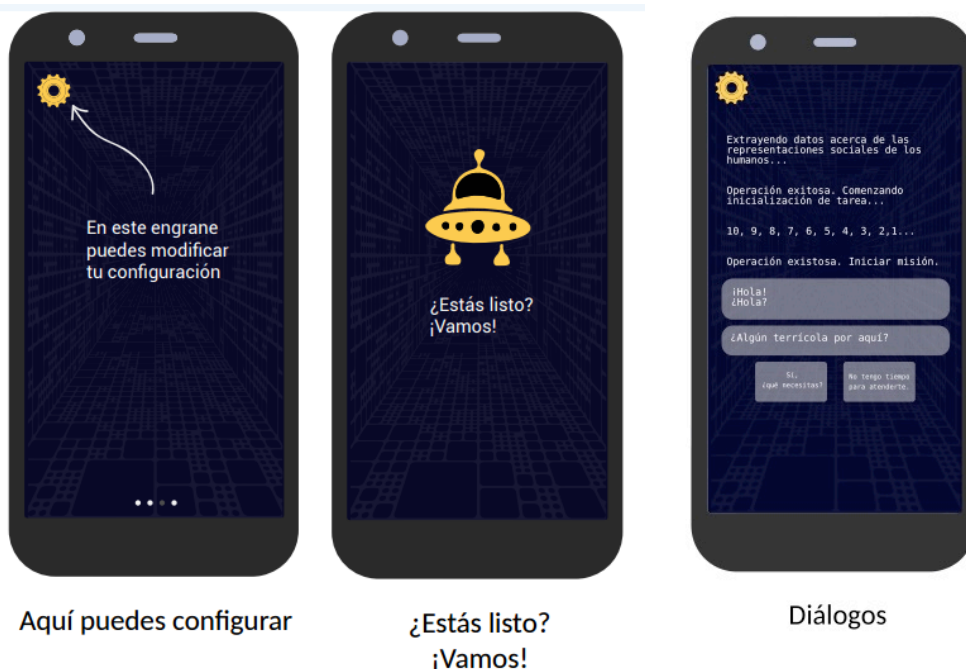 En este engrane
puedes modificar
tu configuración
Aquí puedes configurar
¿Estás listo?
¡Vamos!
¿Estás listo?
¡Vamos!
Extrayendo datos acerca de las
representaciones sociales de los
humanos...
Operación exitosa. Comenzando
inicialización de tarea...
10, 9, 8, 7, 6, 5, 4, 3, 2,1...
Operación existosa. Iniciar misión.
¡Hola!
¿Hola?
¿Algún terrícola por aquí?
Sí,
¿qué necesitas?
No tengo tiempo
para atenderte.
Diálogos